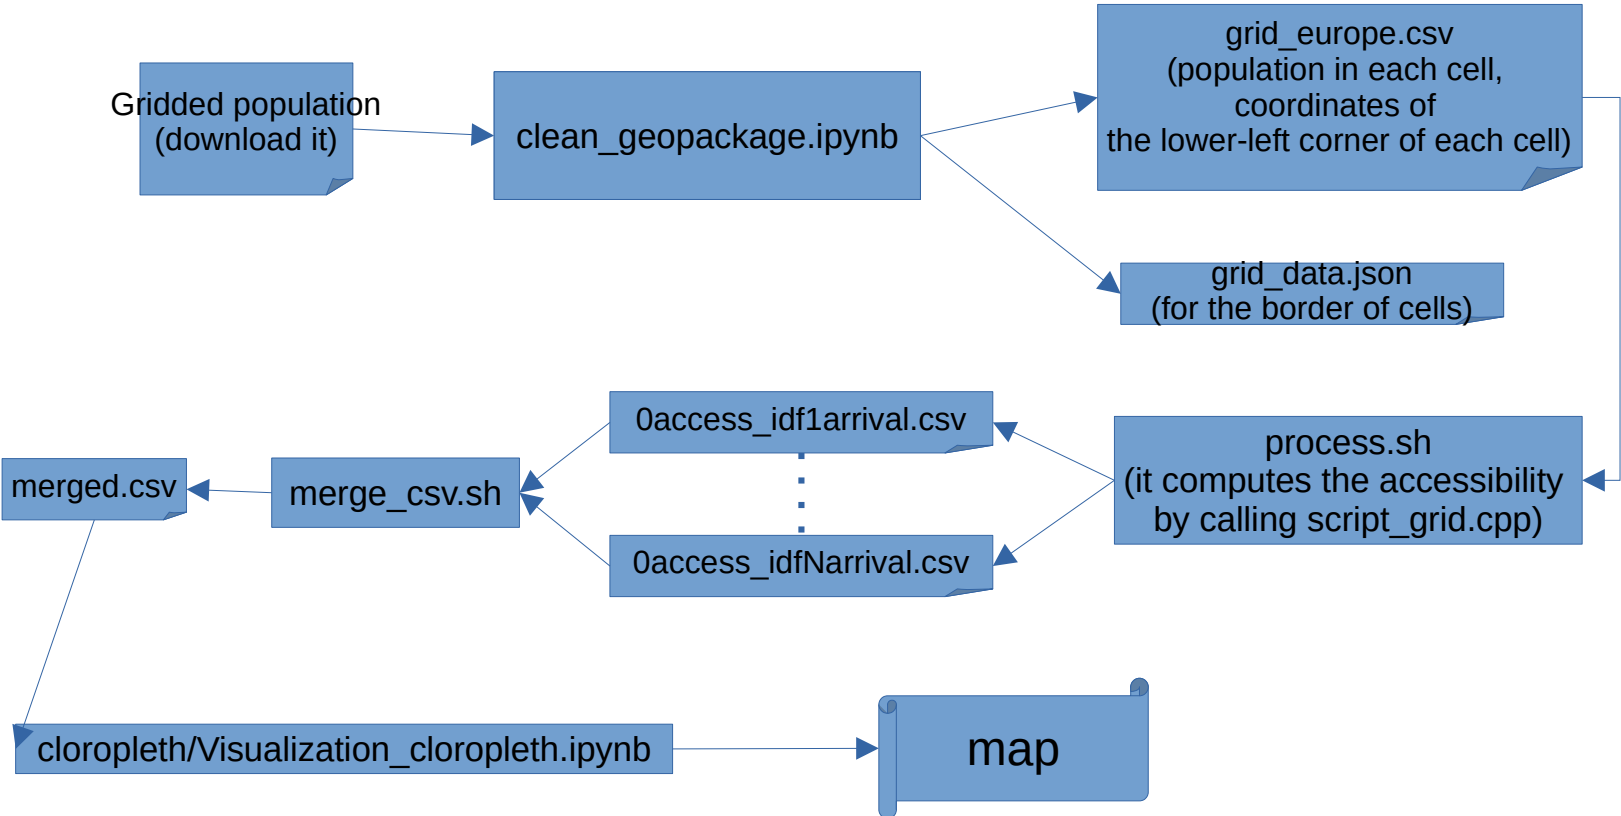 Gridded population
(download it)
clean_geopackage.ipynb
grid_europe.csv
(population in each cell,
coordinates of
the lower-left corner of each cell)
grid_data.json
(for the border of cells)
process.sh
(it computes the accessibility
by calling script_grid.cpp)
0access_idf1arrival.csv
0access_idfNarrival.csv
merge_csv.sh
merged.csv
cloropleth/Visualization_cloropleth.ipynb
map